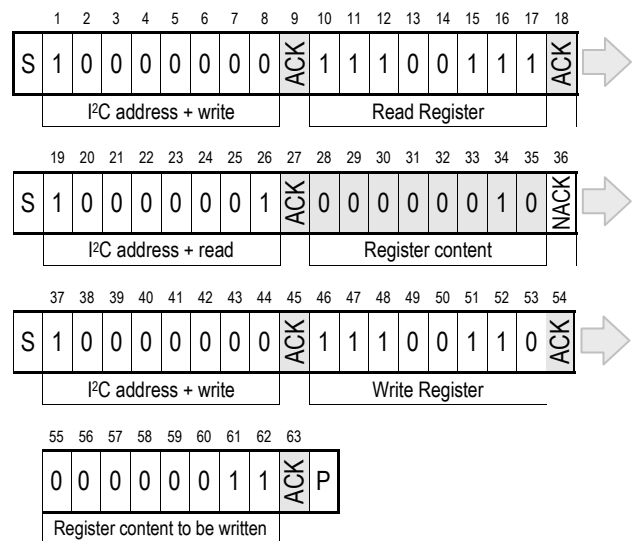 1 2 3 4 5 6 7 8 9 10 11 12 13 14 15 16 17 18
S 1 0 0 0 0 0 0 0 ACK 1 1 1 0 0 1 1 1 ACK
I²C address + write Read Register
19 20 21 22 23 24 25 26 27 28 29 30 31 32 33 34 35 36
S 1 0 0 0 0 0 0 1 ACK 0 0 0 0 0 0 1 0 NACK
I²C address + read Register content
37 38 39 40 41 42 43 44 45 46 47 48 49 50 51 52 53 54
S 1 0 0 0 0 0 0 0 ACK 1 1 1 0 0 1 1 0 ACK
I²C address + write Write Register
55 56 57 58 59 60 61 62 63
0 0 0 0 0 0 1 1 ACK P
Register content to be written